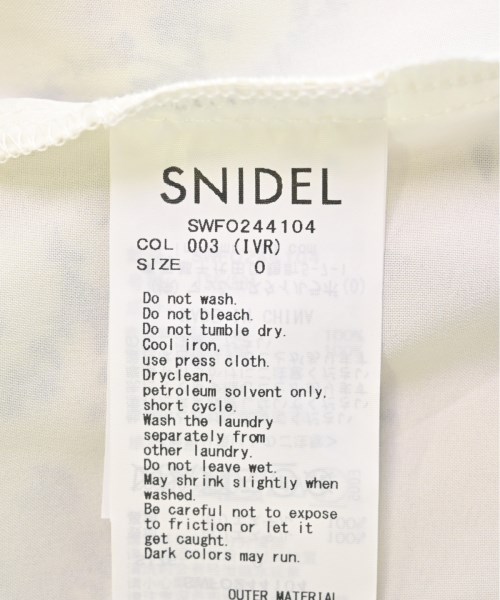 SNIDEL
SWFO244104
COL 003 (IVR)
SIZE 0
Do not wash.
Do not bleach.
Do not tumble dry.
Cool iron,
use press cloth.
Dryclean,
petroleum solvent only,
short cycle.
Wash the laundry
separately from
other laundry.
Do not leave wet.
May shrink slightly when
washed.
Be careful not to expose
to friction or let it
get caught.
Dark colors may run.
OUTER MATERIAL